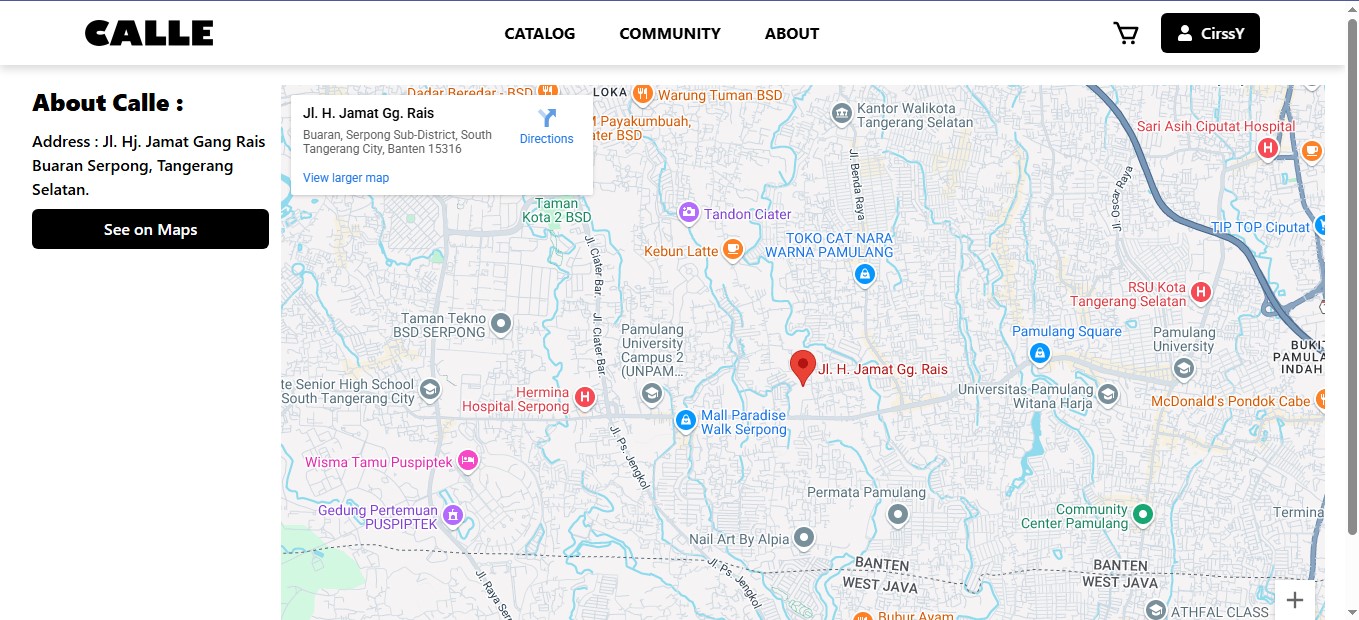 CALLE
CATALOG
COMMUNITY
ABOUT
CirssY
About Calle :
Address : Jl. Hj. Jamat Gang Rais
Buaran Serpong, Tangerang
Selatan.
See on Maps
Jl. H. Jamat Gg. Rais
Buaran, Serpong Sub-District, South
Tangerang City, Banten 15316
Directions
View larger map
Dadar Beredar - BSD
LOKA
Warung Tuman BSD
M Payakumbuah,
ater BSD
Kantor Walikota
Tangerang Selatan
Sari Asih Ciputat Hospital
Jl. Benda Raya
Jl. Oscar Raya
Taman
Kota 2 BSD
Tandon Ciater
Kebun Latte
TOKO CAT NARA
WARNA PAMULANG
TIP TOP Ciputat
Jl. Ciater Bar.
RSU Kota
Tangerang Selatan
Taman Tekno
BSD SERPONG
Jl. Ciater Bar.
Pamulang
University
Campus 2
(UNPAM...
Pamulang Square
Pamulang
University
BUKIT
PAMULA
INDAH
Jl. H. Jamat Gg. Rais
te Senior High School
South Tangerang City
Hermina
Hospital Serpong
Universitas Pamulang
Witana Harja
McDonald's Pondok Cabe
Mall Paradise
Walk Serpong
Jl. Ps. Jengkol
Wisma Tamu Puspiptek
Permata Pamulang
Gedung Pertemuan
PUSPIPTEK
Community
Center Pamulang
Termina
Nail Art By Alpia
Jl. Ps. Jengkol
BANTEN
WEST JAVA
BANTEN
WEST JAVA
Jl. Raya Ser
Bubur Ayam
ATHFAL CLASS